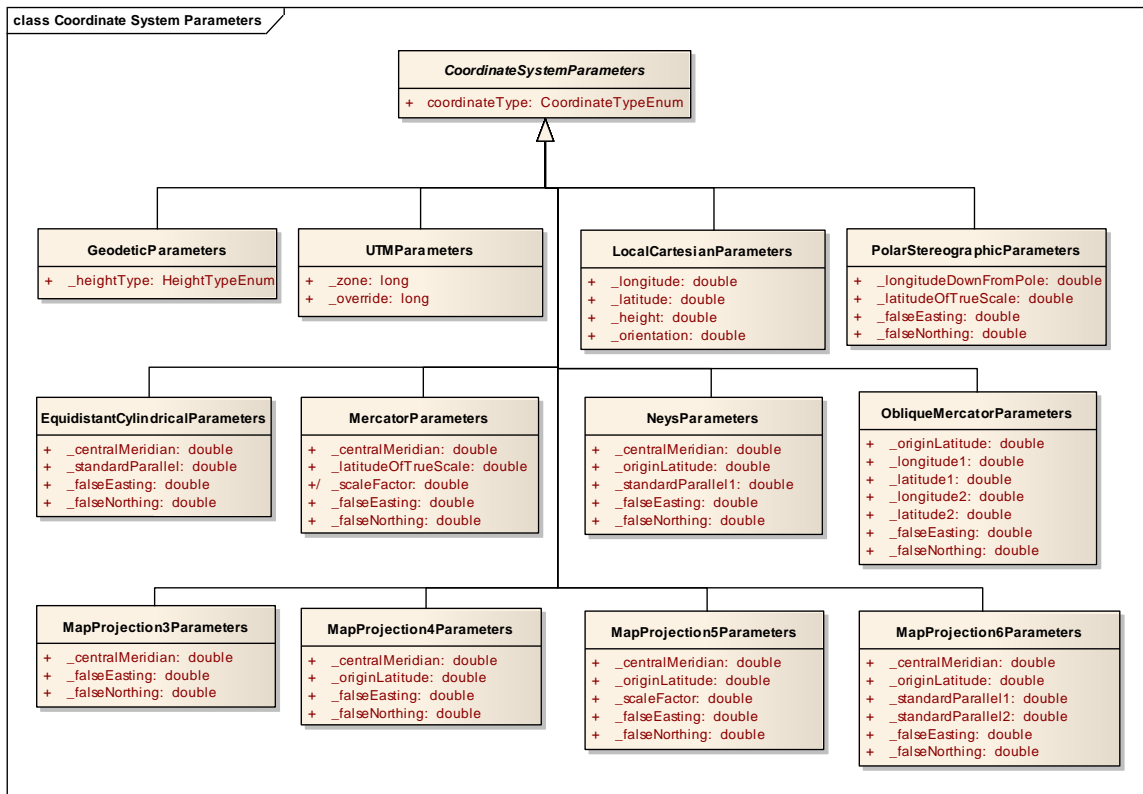 class Coordinate System Parameters
CoordinateSystemParameters
+ coordinateType: CoordinateTypeEnum
GeodeticParameters
+ _heightType: HeightTypeEnum
UTMParameters
+ _zone: long
+ _override: long
LocalCartesianParameters
+ _longitude: double
+ _latitude: double
+ _height: double
+ _orientation: double
PolarStereographicParameters
+ _longitudeDownFromPole: double
+ _latitudeOfTrueScale: double
+ _falseEasting: double
+ _falseNorthing: double
EquidistantCylindricalParameters
+ _centralMeridian: double
+ _standardParallel: double
+ _falseEasting: double
+ _falseNorthing: double
MercatorParameters
+ _centralMeridian: double
+ _latitudeOfTrueScale: double
+/ _scaleFactor: double
+ _falseEasting: double
+ _falseNorthing: double
NeysParameters
+ _centralMeridian: double
+ _originLatitude: double
+ _standardParallel1: double
+ _falseEasting: double
+ _falseNorthing: double
ObliqueMercatorParameters
+ _originLatitude: double
+ _longitude1: double
+ _latitude1: double
+ _longitude2: double
+ _latitude2: double
+ _falseEasting: double
+ _falseNorthing: double
MapProjection3Parameters
+ _centralMeridian: double
+ _falseEasting: double
+ _falseNorthing: double
MapProjection4Parameters
+ _centralMeridian: double
+ _originLatitude: double
+ _falseEasting: double
+ _falseNorthing: double
MapProjection5Parameters
+ _centralMeridian: double
+ _originLatitude: double
+ _scaleFactor: double
+ _falseEasting: double
+ _falseNorthing: double
MapProjection6Parameters
+ _centralMeridian: double
+ _originLatitude: double
+ _standardParallel1: double
+ _standardParallel2: double
+ _falseEasting: double
+ _falseNorthing: double